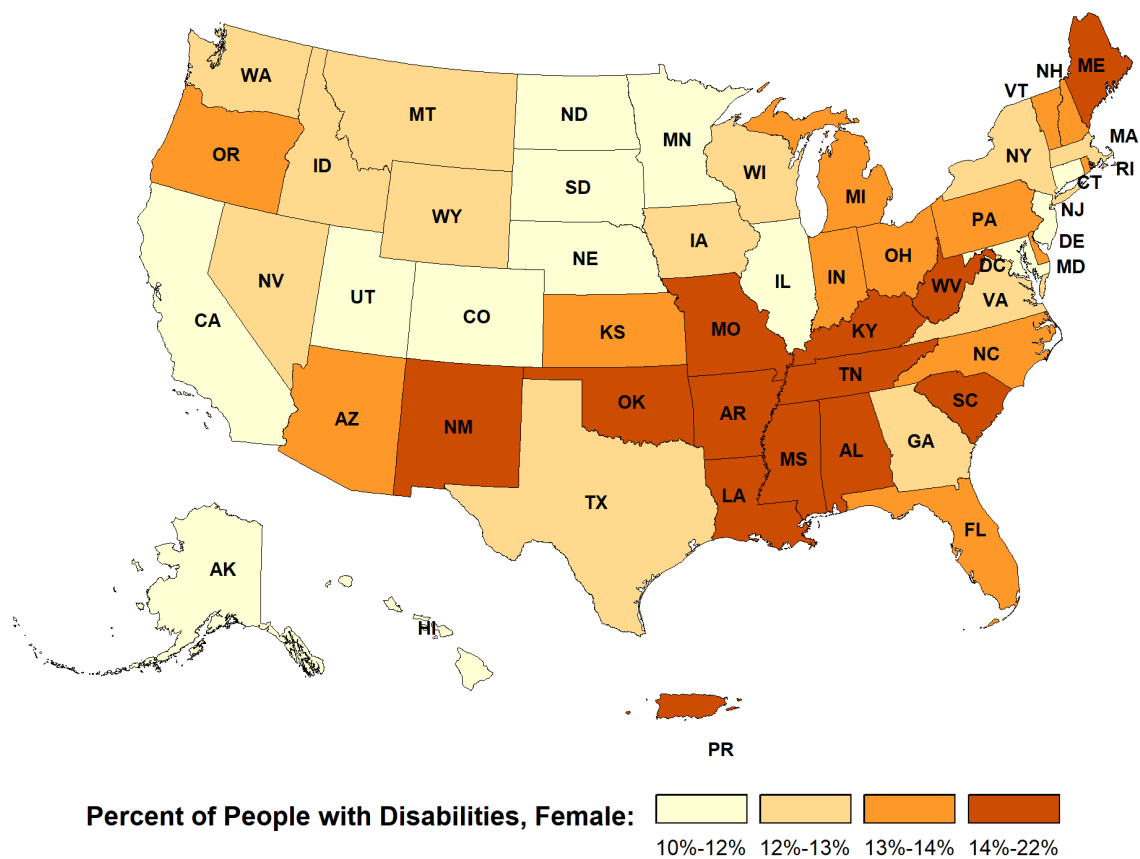 ME
NH
VT
WA
MT
ND
MN
MA
OR
ID
WI
NY
RI
SD
CT
WY
MI
NJ
IA
PA
DE
NE
OH
DC
MD
NV
UT
IL
IN
WV
VA
CA
CO
KS
MO
KY
NC
TN
AZ
NM
OK
AR
SC
GA
MS
AL
LA
TX
FL
AK
HI
PR
Percent of People with Disabilities, Female:
10%-12% 12%-13% 13%-14% 14%-22%